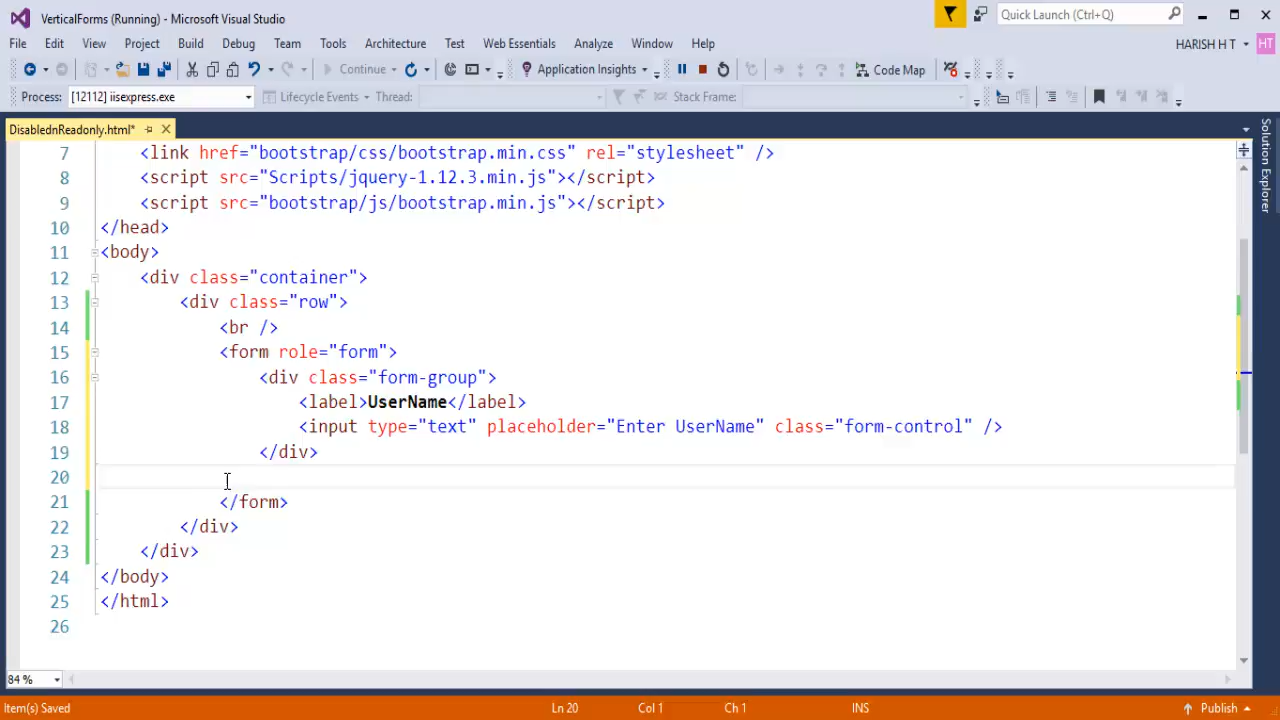 VerticalForms (Running) - Microsoft Visual Studio
Quick Launch (Ctrl+Q)
File Edit View Project Build Debug Team Tools Architecture Test Web Essentials Analyze Window Help
HARISH H T HT
Continue Application Insights Code Map
Process: [12112] iisexpress.exe Lifecycle Events Thread: Stack Frame:
DisablednReadonly.html*
Solution Explorer
7 <link href="bootstrap/css/bootstrap.min.css" rel="stylesheet" />
8 <script src="Scripts/jquery-1.12.3.min.js"></script>
9 <script src="bootstrap/js/bootstrap.min.js"></script>
10 </head>
11 <body>
12 <div class="container">
13 <div class="row">
14 <br />
15 <form role="form">
16 <div class="form-group">
17 <label>UserName</label>
18 <input type="text" placeholder="Enter UserName" class="form-control" />
19 </div>
20
21 </form>
22 </div>
23 </div>
24 </body>
25 </html>
26
84 %
Item(s) Saved Ln 20 Col 1 Ch 1 INS Publish